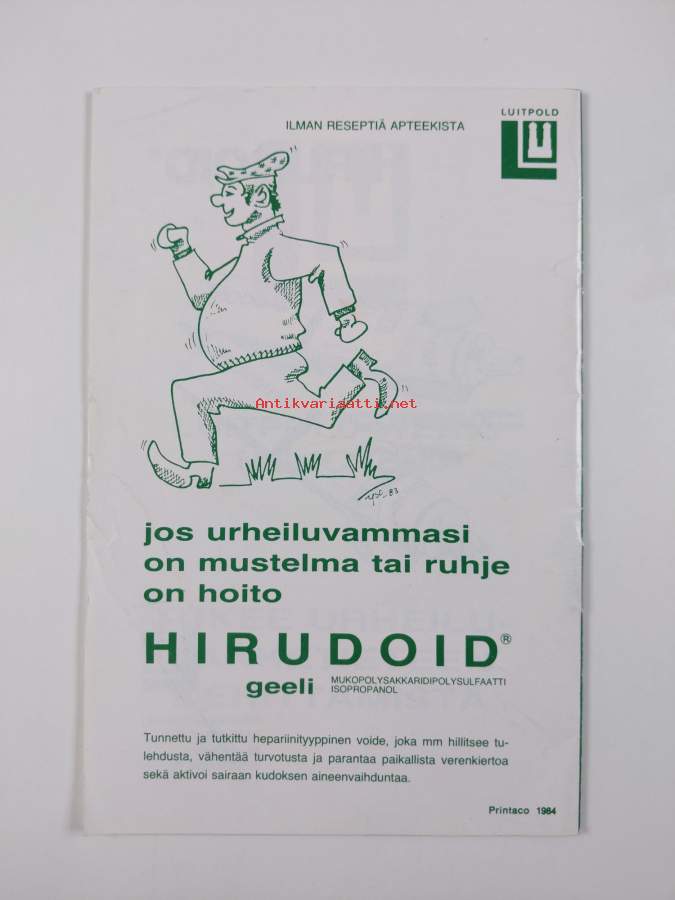 LUITPOLD
ILMAN RESEPTIÄ APTEEKISTA
Antikvarisatti.net
jos urheiluvammasi
on mustelma tai ruhje
on hoito
HIRUDOID®
geeli MUKOPOLYSAKKARIDIPOLYSULFAATTI
ISOPROPANOL
Tunnettu ja tutkittu hepariinityyppinen voide, joka mm hillitsee tu-
lehdusta, vähentää turvotusta ja parantaa paikallista verenkiertoa
sekä aktivoi sairaan kudoksen aineenvaihduntaa.
Printaco 1984